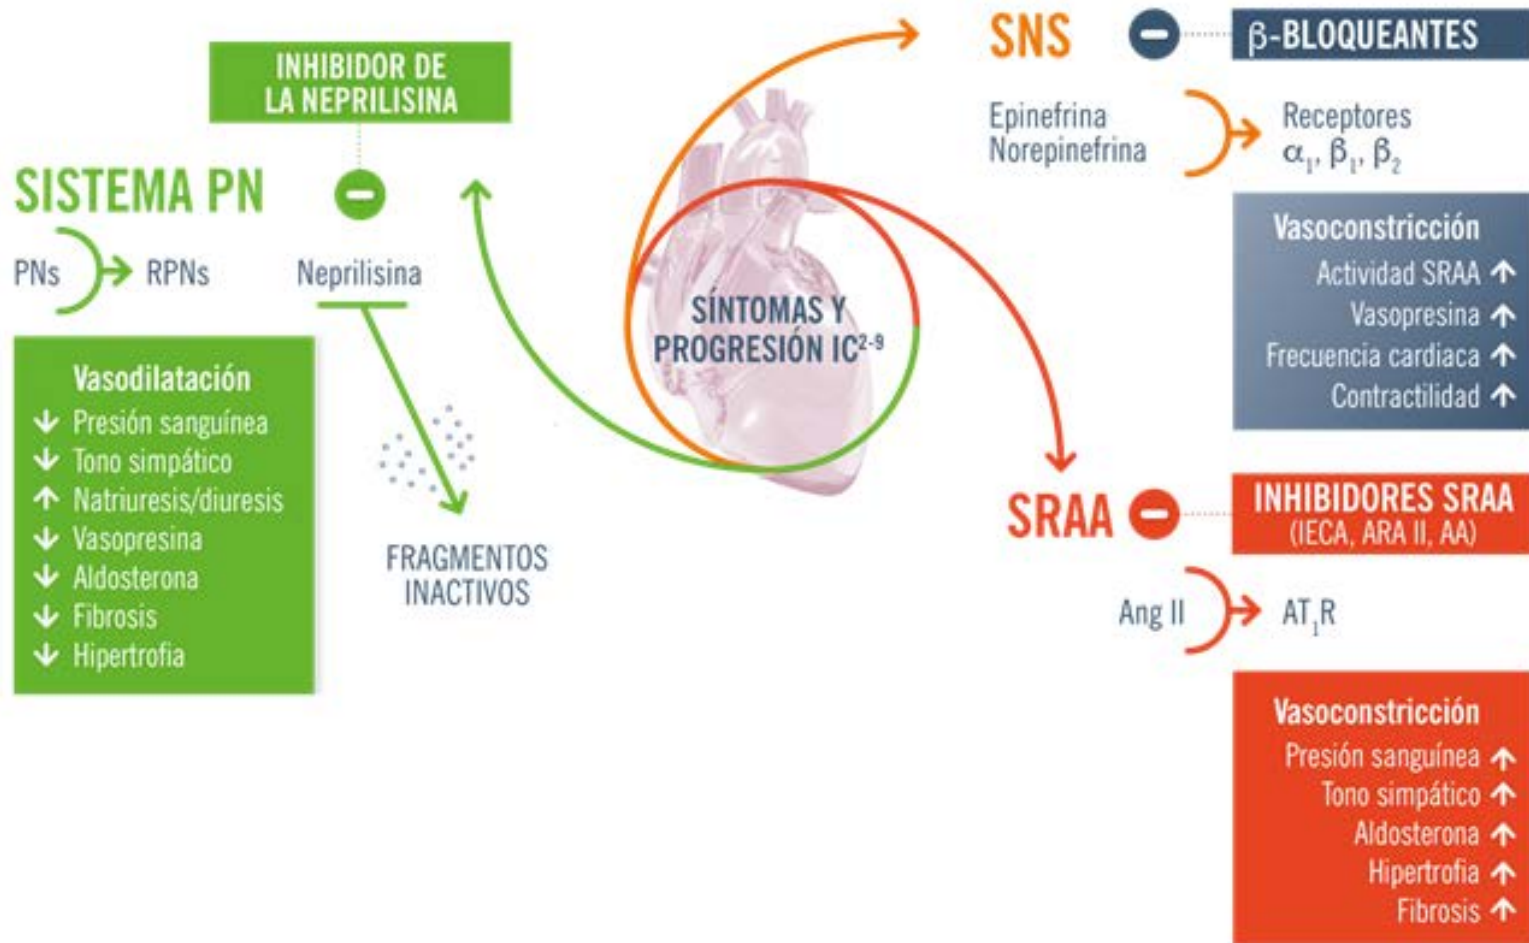 INHIBIDOR DE
LA NEPRILISINA
SISTEMA PN
PNs
RPNs
Neprilisina
Vasodilatación
↓ Presión sanguínea
↓ Tono simpático
↑ Natriuresis/diuresis
↓ Vasopresina
↓ Aldosterona
↓ Fibrosis
↓ Hipertrofia
FRAGMENTOS
INACTIVOS
SÍNTOMAS Y
PROGRESIÓN IC²⁻⁹
SNS
β-BLOQUEANTES
Epinefrina
Norepinefrina
Receptores
α₁, β₁, β₂
Vasoconstricción
Actividad SRAA ↑
Vasopresina ↑
Frecuencia cardiaca ↑
Contractilidad ↑
SRAA
INHIBIDORES SRAA
(IECA, ARA II, AA)
Ang II
AT₁R
Vasoconstricción
Presión sanguínea ↑
Tono simpático ↑
Aldosterona ↑
Hipertrofia ↑
Fibrosis ↑